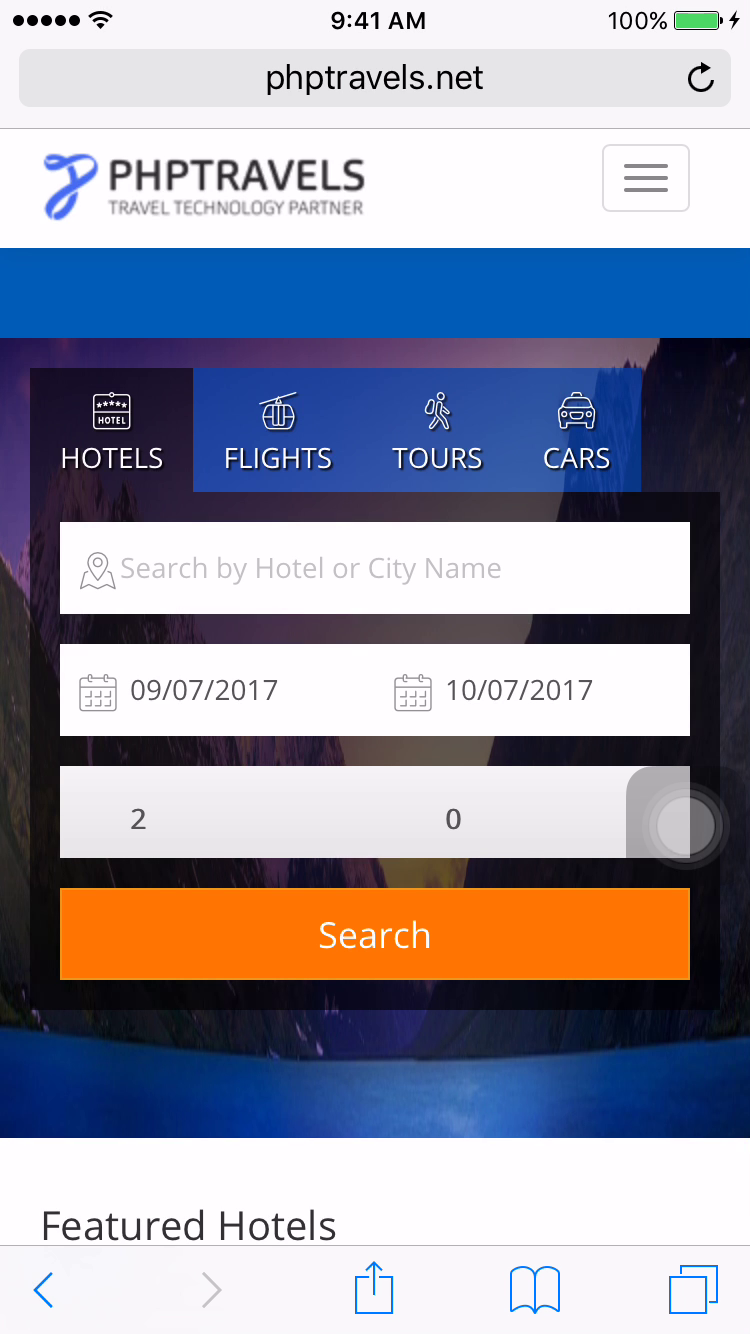 9:41 AM 100%
phptravels.net
PHPTRAVELS
TRAVEL TECHNOLOGY PARTNER
HOTEL
HOTELS FLIGHTS TOURS CARS
Search by Hotel or City Name
09/07/2017 10/07/2017
2 0
Search
Featured Hotels